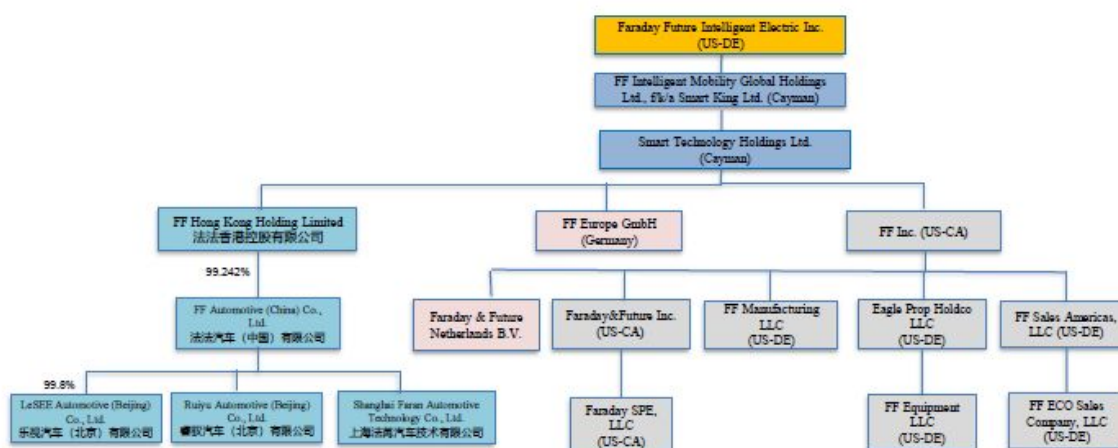 Faraday Future Intelligent Electric Inc.
(US-DE)
FF Intelligent Mobility Global Holdings
Ltd., f/k/a Smart King Ltd. (Cayman)
Smart Technology Holdings Ltd.
(Cayman)
FF Hong Kong Holding Limited
法法香港控股有限公司
FF Europe GmbH
(Germany)
FF Inc. (US-CA)
99.242%
FF Automotive (China) Co.,
Ltd.
法法汽车（中国）有限公司
Faraday & Future
Netherlands B.V.
Faraday&Future Inc.
(US-CA)
FF Manufacturing
LLC
(US-DE)
Eagle Prop Holdco
LLC
(US-DE)
FF Sales Americas,
LLC (US-DE)
99.8%
LeSEE Automotive (Beijing)
Co., Ltd.
乐视汽车（北京）有限公司
Ruiyu Automotive (Beijing)
Co., Ltd.
睿驭汽车（北京）有限公司
Shanghai Faran Automotive
Technology Co., Ltd.
上海法茀汽车技术有限公司
Faraday SPE,
LLC
(US-CA)
FF Equipment LLC
(US-DE)
FF ECO Sales
Company, LLC
(US-DE)